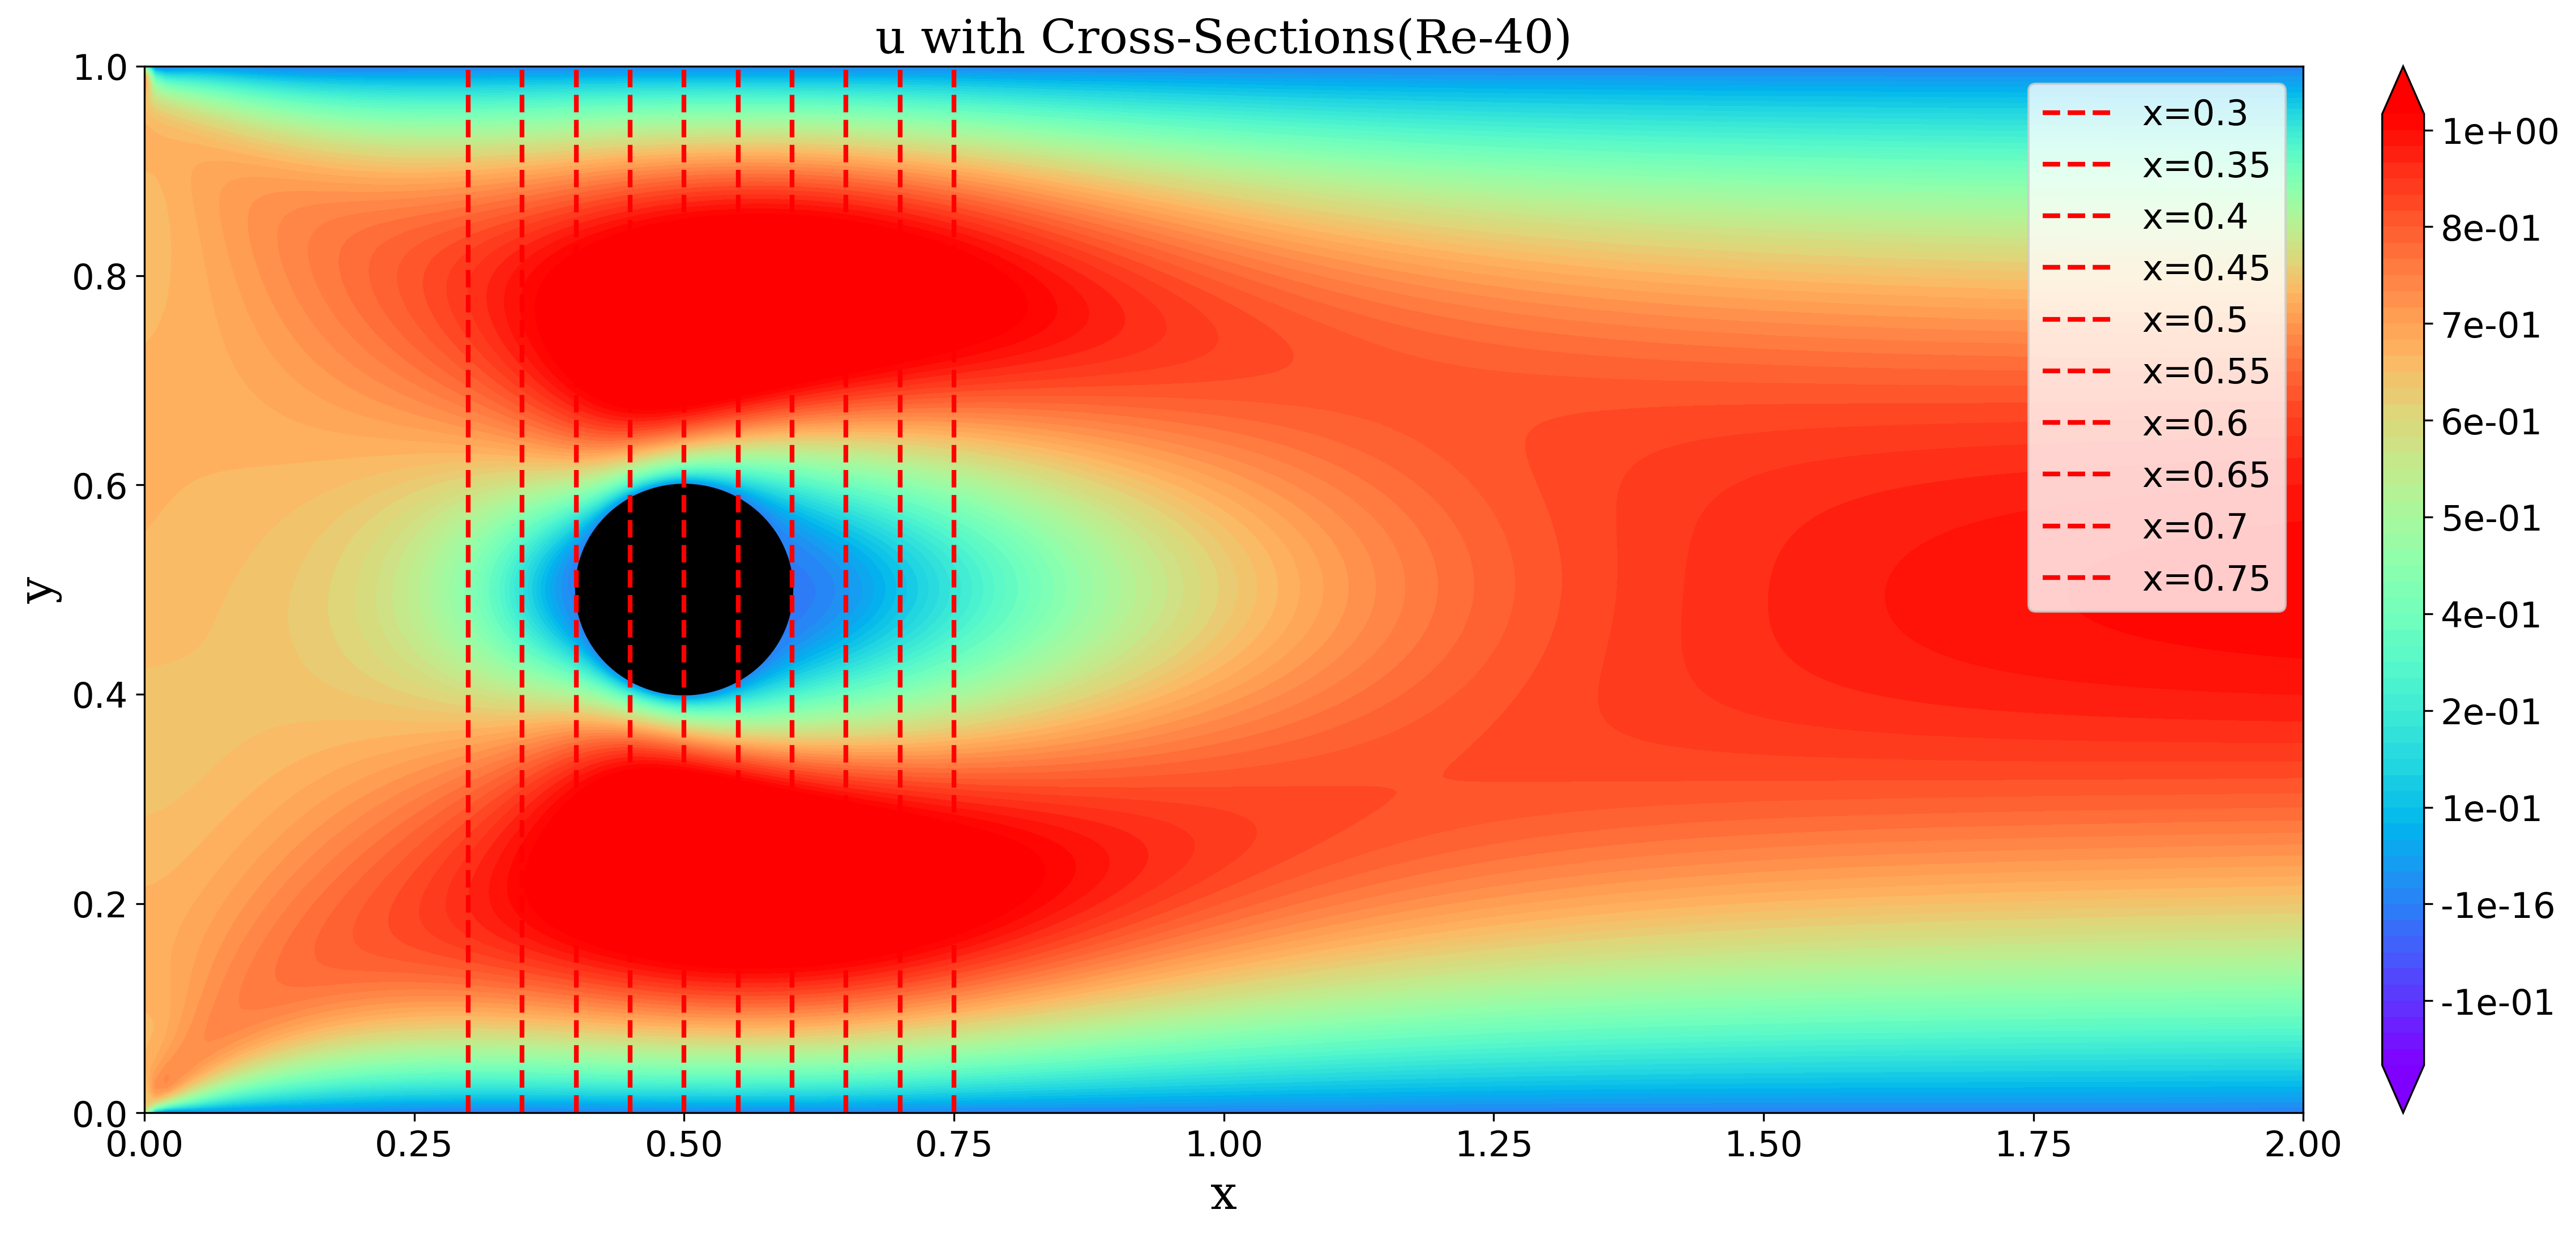 u with Cross-Sections(Re-40)
y
1.0
0.8
0.6
0.4
0.2
0.0
0.00 0.25 0.50 0.75 1.00 1.25 1.50 1.75 2.00
x
x=0.3
x=0.35
x=0.4
x=0.45
x=0.5
x=0.55
x=0.6
x=0.65
x=0.7
x=0.75
1e+00
8e-01
7e-01
6e-01
5e-01
4e-01
2e-01
1e-01
-1e-16
-1e-01